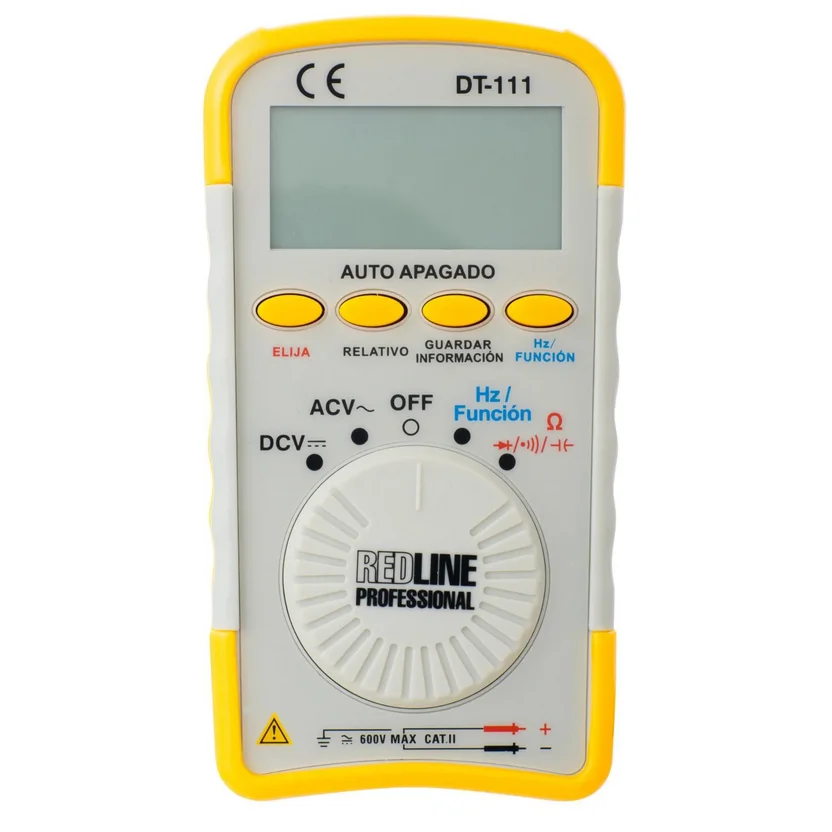 CE DT-111
AUTO APAGADO
ELIJA RELATIVO GUARDAR INFORMACIÓN Hz/ FUNCIÓN
ACV~ OFF Hz / Función
DCV⎓ Ω
REDLINE
PROFESSIONAL
600V MAX CAT.II + −